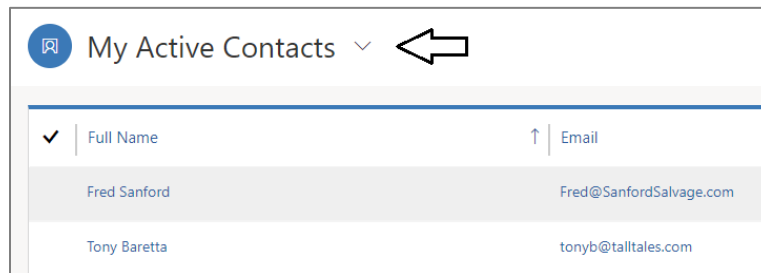 My Active Contacts
Full Name Email
Fred Sanford Fred@SanfordSalvage.com
Tony Baretta tonyb@talltales.com